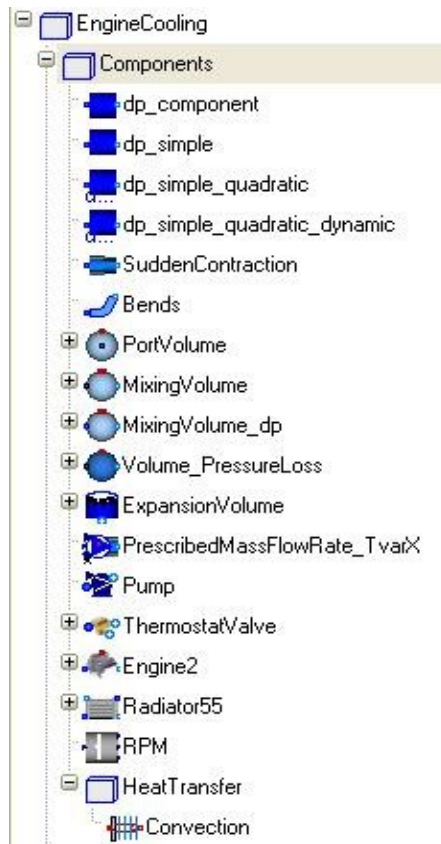 EngineCooling
Components
dp_component
dp_simple
dp_simple_quadratic
dp_simple_quadratic_dynamic
SuddenContraction
Bends
PortVolume
MixingVolume
MixingVolume_dp
Volume_PressureLoss
ExpansionVolume
PrescribedMassFlowRate_TvarX
Pump
ThermostatValve
Engine2
Radiator55
RPM
HeatTransfer
Convection